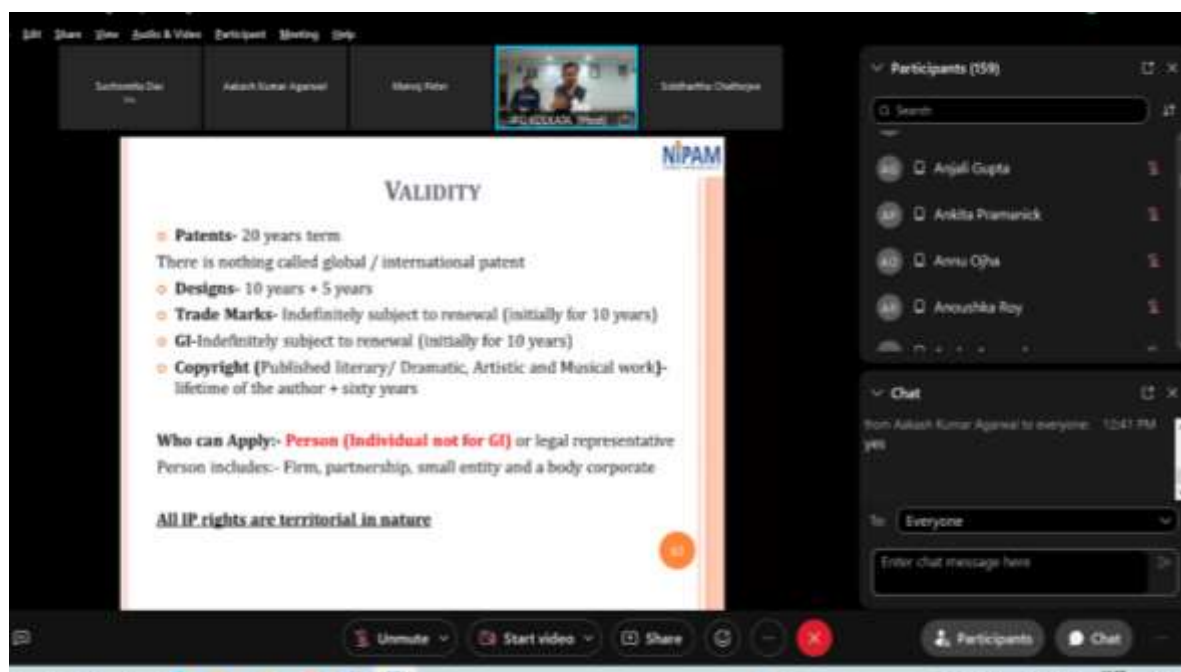 Edit Share View Audio & Video Participant Meeting Help
Suchismita Das
Aakash Kumar Agarwal
Manoj Peter
Siddhartha Chatterjee
NIPAM
VALIDITY
Patents- 20 years term
There is nothing called global / international patent
Designs- 10 years + 5 years
Trade Marks- Indefinitely subject to renewal (initially for 10 years)
GI-Indefinitely subject to renewal (initially for 10 years)
Copyright (Published literary/ Dramatic, Artistic and Musical work)-
lifetime of the author + sixty years
Who can Apply:- Person (Individual not for GI) or legal representative
Person includes:- Firm, partnership, small entity and a body corporate
All IP rights are territorial in nature
Participants (159)
Search
AG Anjali Gupta
AP Ankita Pramanick
AO Annu Ojha
AR Anoushka Roy
Chat
from Aakash Kumar Agarwal to everyone: 12:41 PM
yes
To: Everyone
Enter chat message here
Unmute Start video Share
Participants Chat